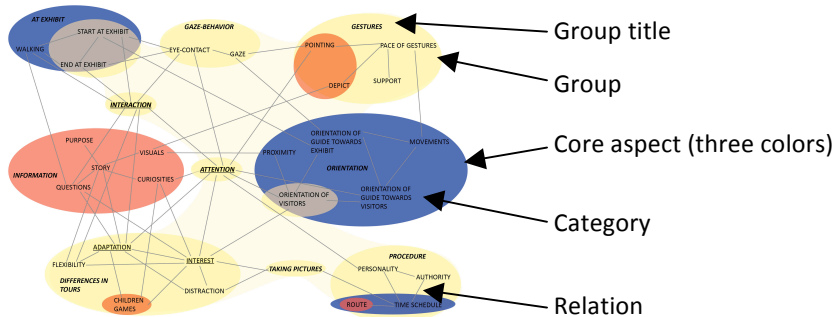 AT EXHIBIT
START AT EXHIBIT
WALKING
END AT EXHIBIT
GAZE-BEHAVIOR
EYE-CONTACT
GAZE
GESTURES
POINTING
PACE OF GESTURES
SUPPORT
DEPICT
Group title
Group
INTERACTION
PURPOSE
VISUALS
STORY
INFORMATION
QUESTIONS
CURIOSITIES
ATTENTION
ORIENTATION OF
GUIDE TOWARDS
EXHIBIT
MOVEMENTS
PROXIMITY
ORIENTATION
ORIENTATION OF
VISITORS
ORIENTATION OF
GUIDE TOWARDS
VISITORS
Core aspect (three colors)
Category
ADAPTATION
FLEXIBILITY
INTEREST
DIFFERENCES IN
TOURS
DISTRACTION
CHILDREN
GAMES
TAKING PICTURES
PROCEDURE
PERSONALITY
AUTHORITY
ROUTE
TIME SCHEDULE
Relation